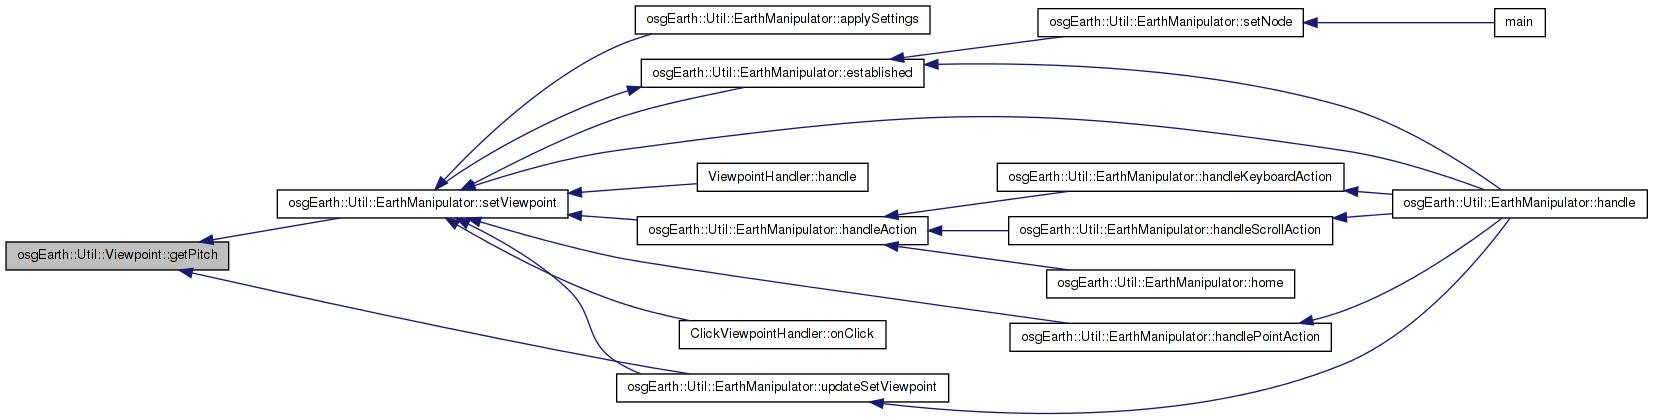 osgEarth::Util::EarthManipulator::applySettings
osgEarth::Util::EarthManipulator::setNode
main
osgEarth::Util::EarthManipulator::established
ViewpointHandler::handle
osgEarth::Util::EarthManipulator::handleKeyboardAction
osgEarth::Util::EarthManipulator::setViewpoint
osgEarth::Util::EarthManipulator::handle
osgEarth::Util::EarthManipulator::handleAction
osgEarth::Util::EarthManipulator::handleScrollAction
osgEarth::Util::Viewpoint::getPitch
osgEarth::Util::EarthManipulator::home
ClickViewpointHandler::onClick
osgEarth::Util::EarthManipulator::handlePointAction
osgEarth::Util::EarthManipulator::updateSetViewpoint